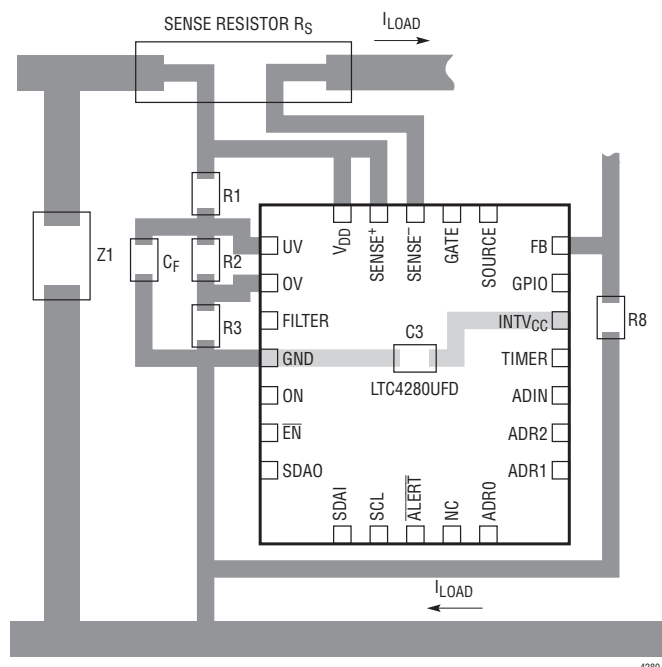 SENSE RESISTOR RS
ILOAD
R1
Z1
CF
R2
R3
UV
OV
FILTER
GND
ON
EN
SDAO
VDD
SENSE+
SENSE−
GATE
SOURCE
FB
GPIO
INTVCC
TIMER
ADIN
ADR2
ADR1
R8
C3
LTC4280UFD
SDAI
SCL
ALERT
NC
ADR0
ILOAD